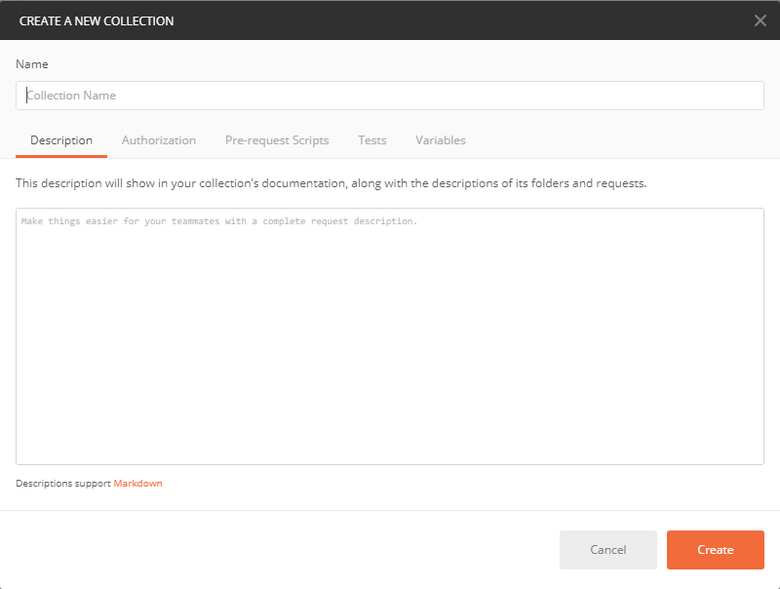 CREATE A NEW COLLECTION
Name
Collection Name
Description Authorization Pre-request Scripts Tests Variables
This description will show in your collection's documentation, along with the descriptions of its folders and requests.
Make things easier for your teammates with a complete request description.
Descriptions support Markdown
Cancel Create